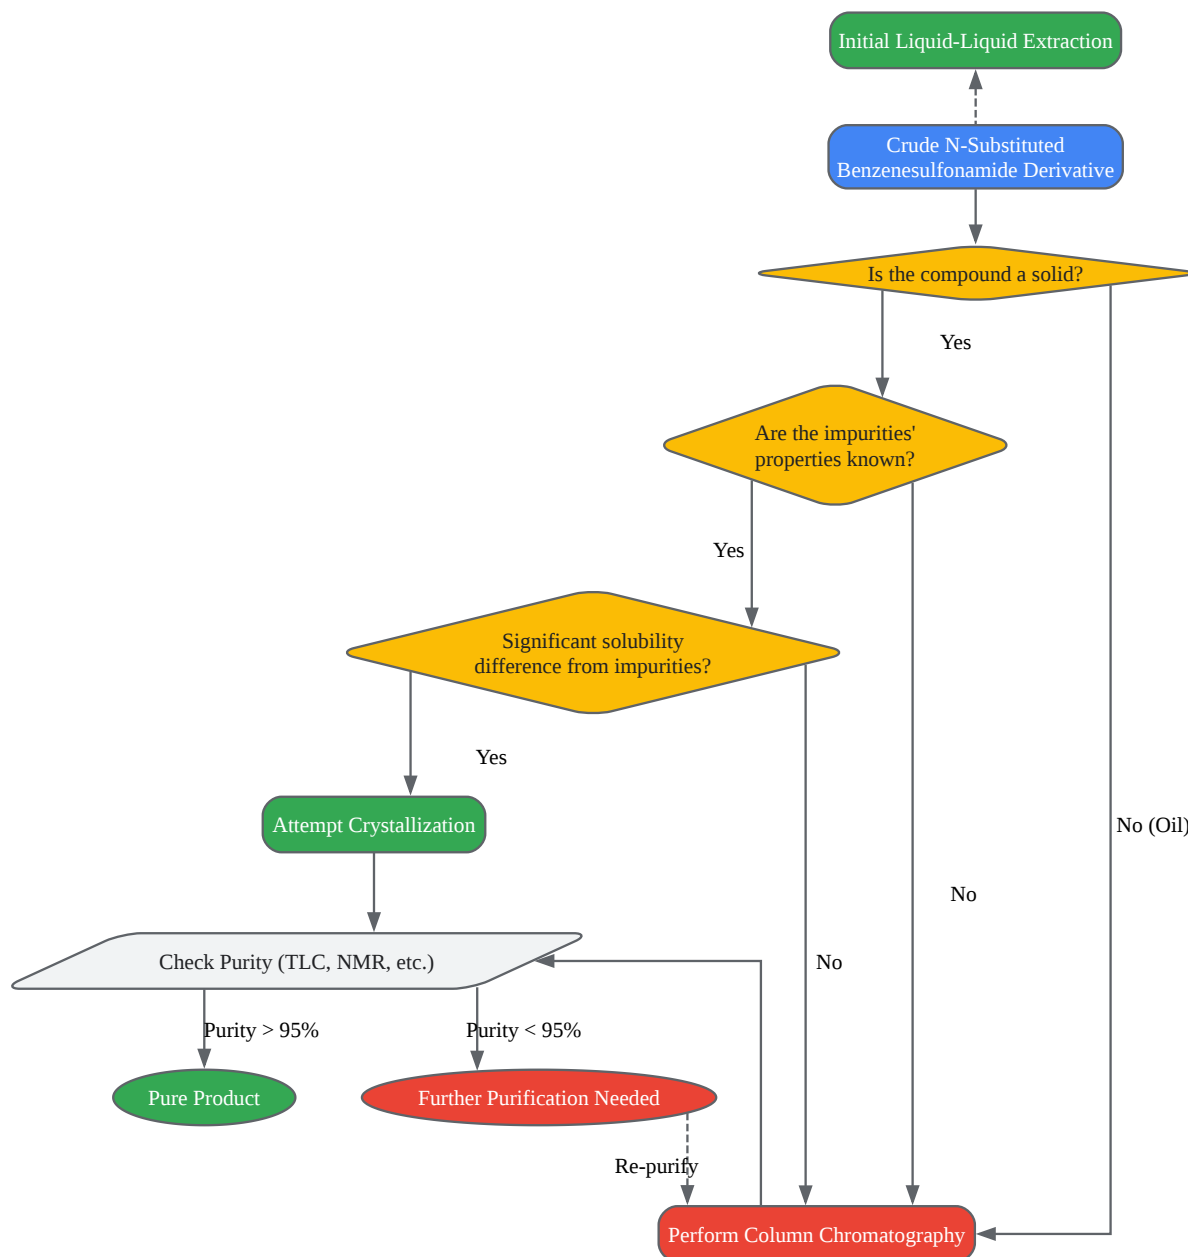 Initial Liquid-Liquid Extraction
Crude N-Substituted
Benzenesulfonamide Derivative
Is the compound a solid?
Yes
Are the impurities'
properties known?
Yes
Significant solubility
difference from impurities?
Yes
Attempt Crystallization
No (Oil)
No
Check Purity (TLC, NMR, etc.)
No
Purity > 95%
Purity < 95%
Pure Product
Further Purification Needed
Re-purify
Perform Column Chromatography